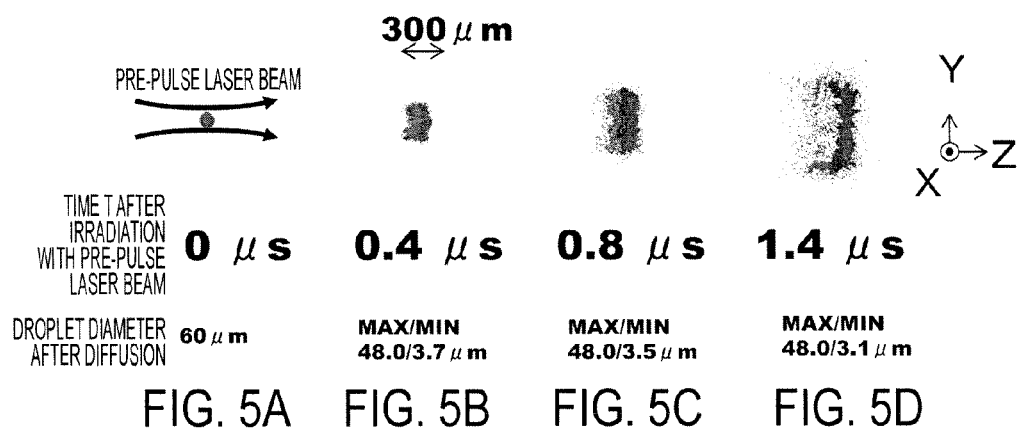 300 μm
PRE-PULSE LASER BEAM
Y
Z
X
TIME T AFTER
IRRADIATION
WITH PRE-PULSE
LASER BEAM
0 μs
0.4 μs
0.8 μs
1.4 μs
DROPLET DIAMETER
AFTER DIFFUSION
60 μm
MAX/MIN
48.0/3.7 μm
MAX/MIN
48.0/3.5 μm
MAX/MIN
48.0/3.1 μm
FIG. 5A
FIG. 5B
FIG. 5C
FIG. 5D